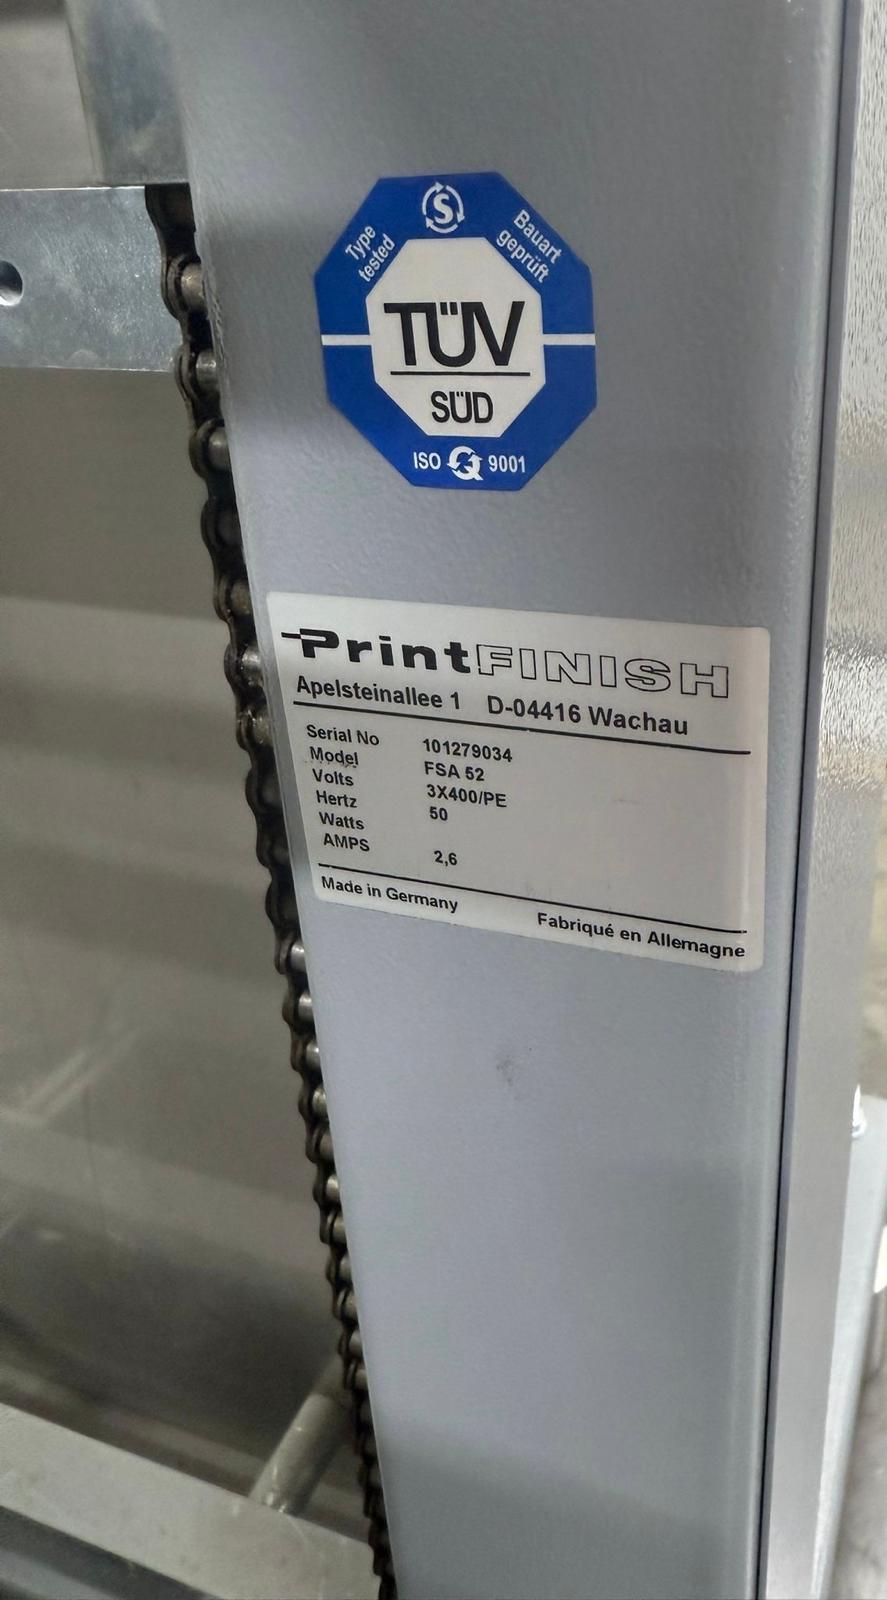 Type tested
Bauart geprüft
TÜV
SÜD
ISO 9001
PrintFINISH
Apelsteinallee 1 D-04416 Wachau
Serial No 101279034
Model FSA 52
Volts 3X400/PE
Hertz 50
Watts
AMPS 2,6
Made in Germany Fabriqué en Allemagne